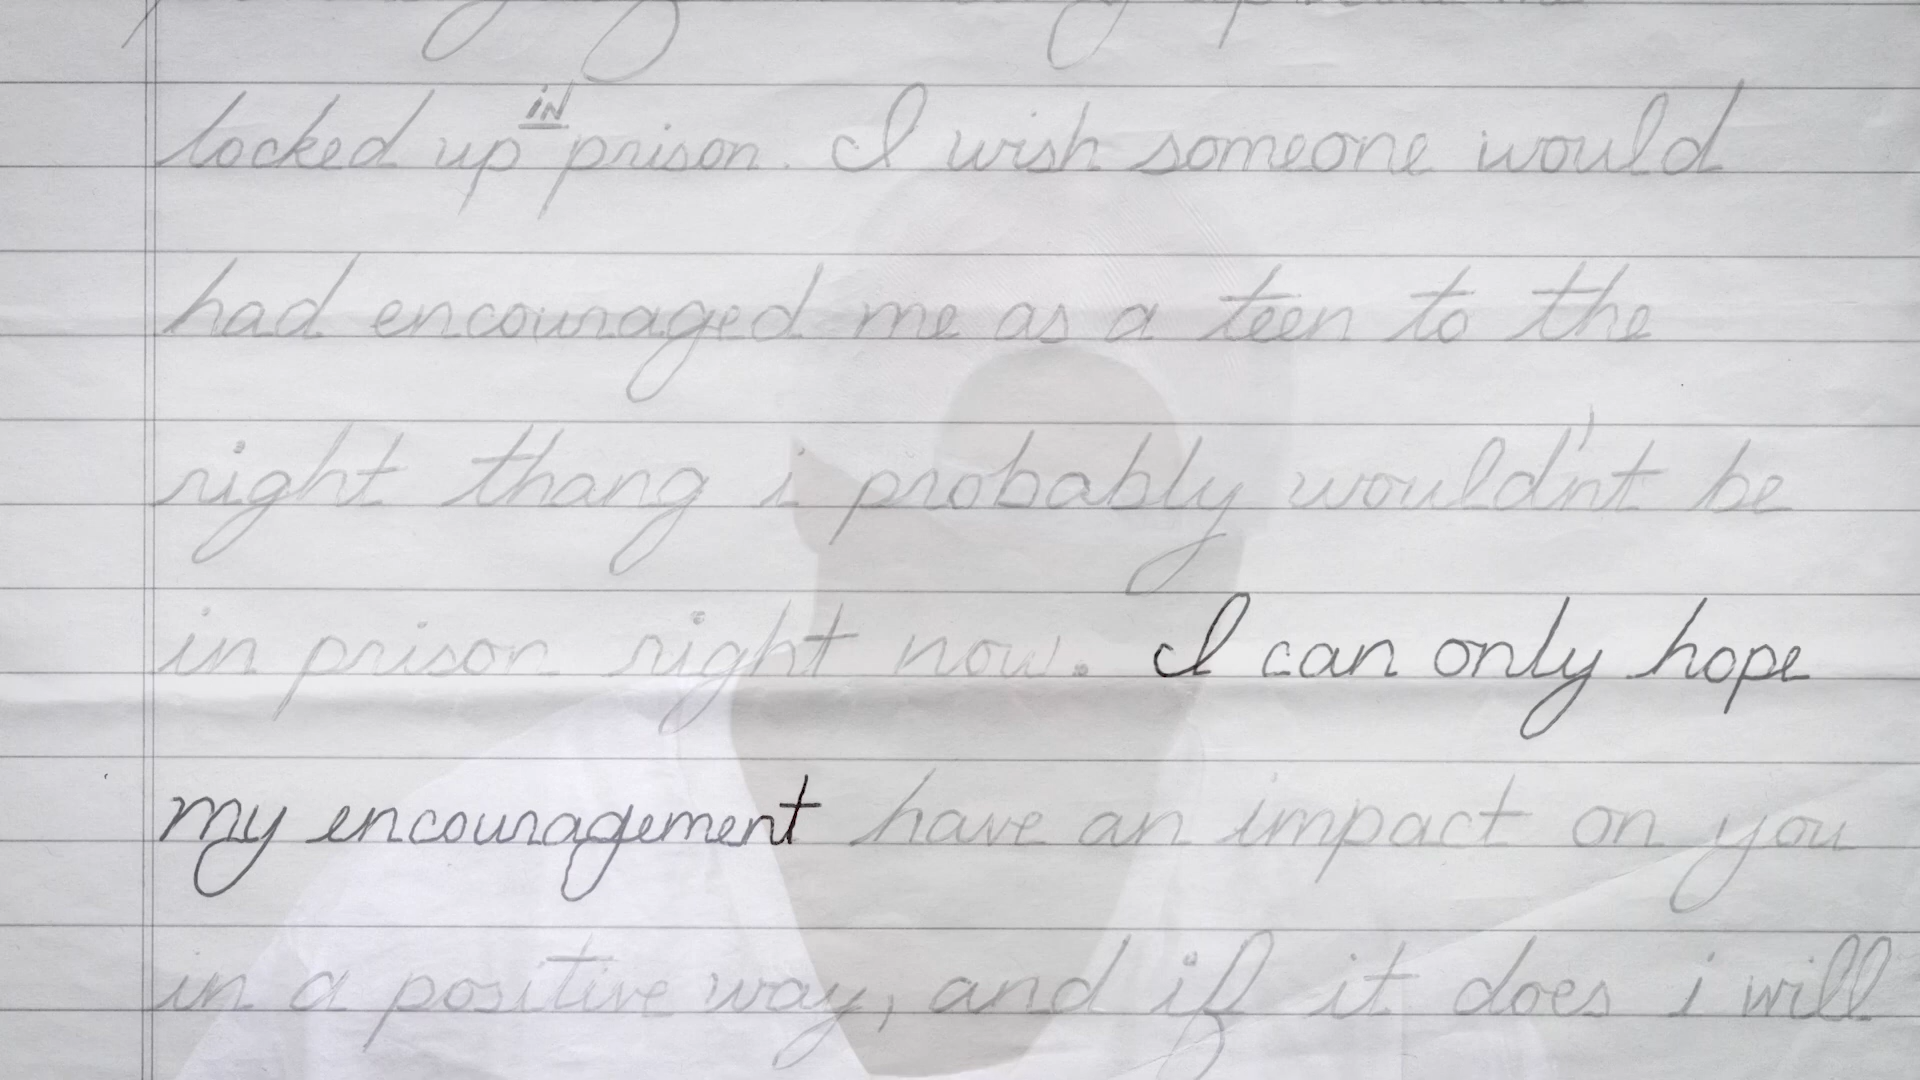 locked up IN prison. I wish someone would
had encouraged me as a teen to the
right thang i probably wouldn't be
in prison right now. I can only hope
my encouragement have an impact on you
in a positive way, and if it does i will